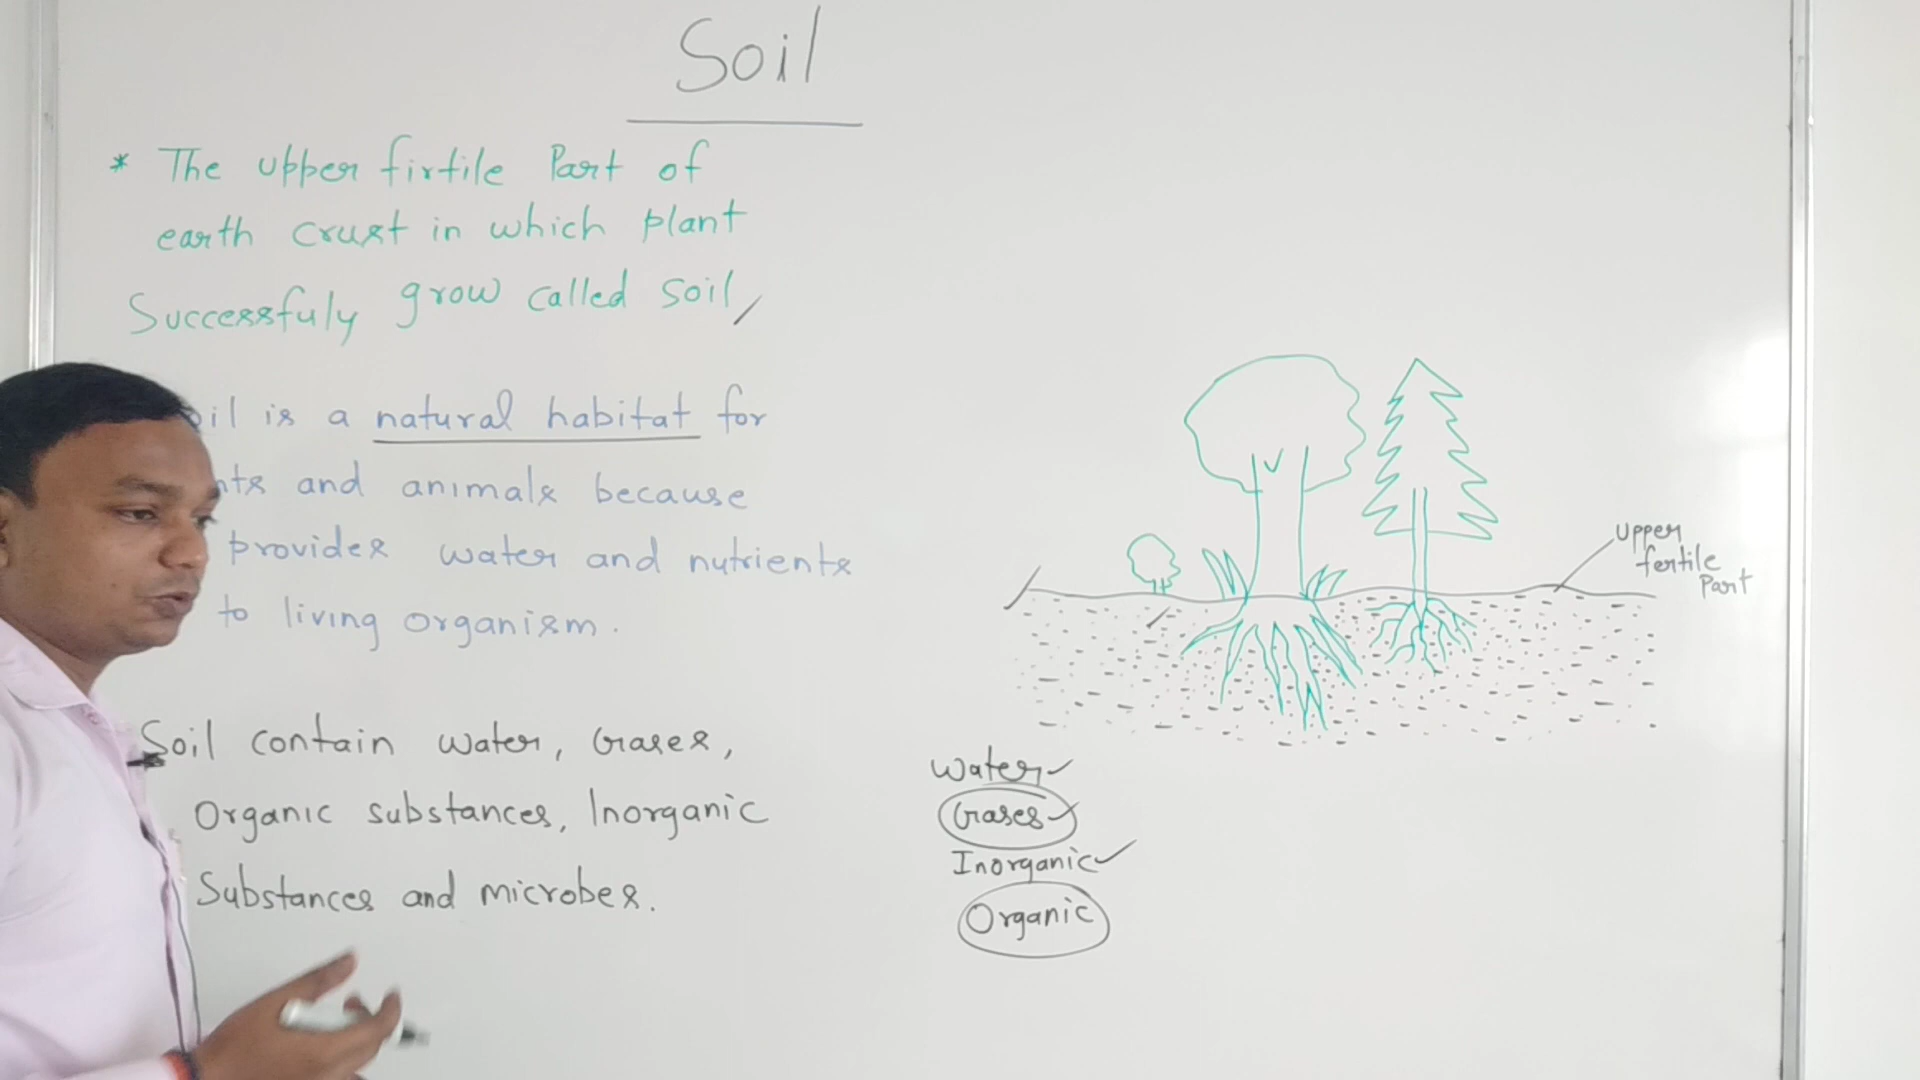 Soil
* The upper firtile Part of
earth crust in which plant
Successfuly grow called soil
oil is a natural habitat for
nts and animals because
provides water and nutrients
to living organism.
Soil contain water, Gases,
Organic substances, Inorganic
Substances and microbes.
Upper
fertile
Part
Water ✓
Gases ✓
Inorganic ✓
Organic